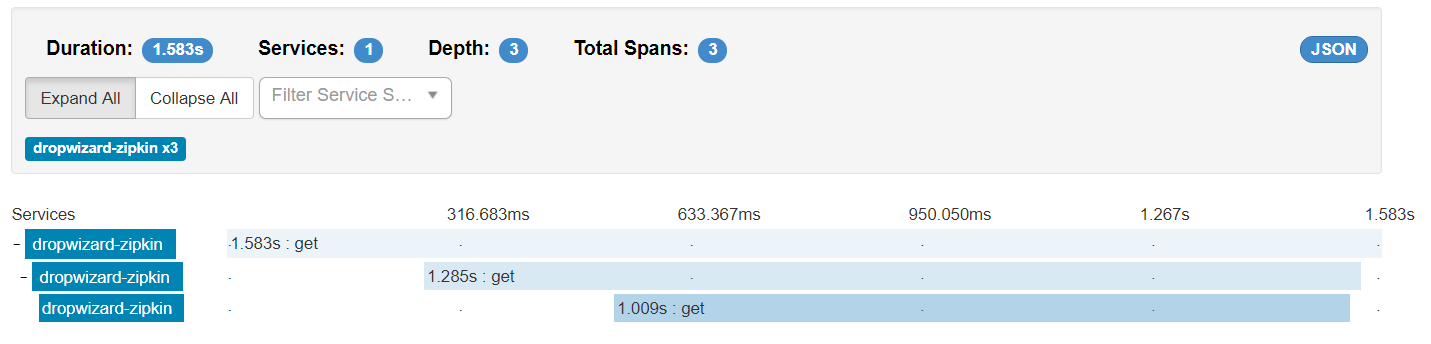 Duration: 1.583s Services: 1 Depth: 3 Total Spans: 3 JSON
Expand All Collapse All Filter Service S...
dropwizard-zipkin x3
Services 316.683ms 633.367ms 950.050ms 1.267s 1.583s
- dropwizard-zipkin 1.583s : get
- dropwizard-zipkin 1.285s : get
dropwizard-zipkin 1.009s : get